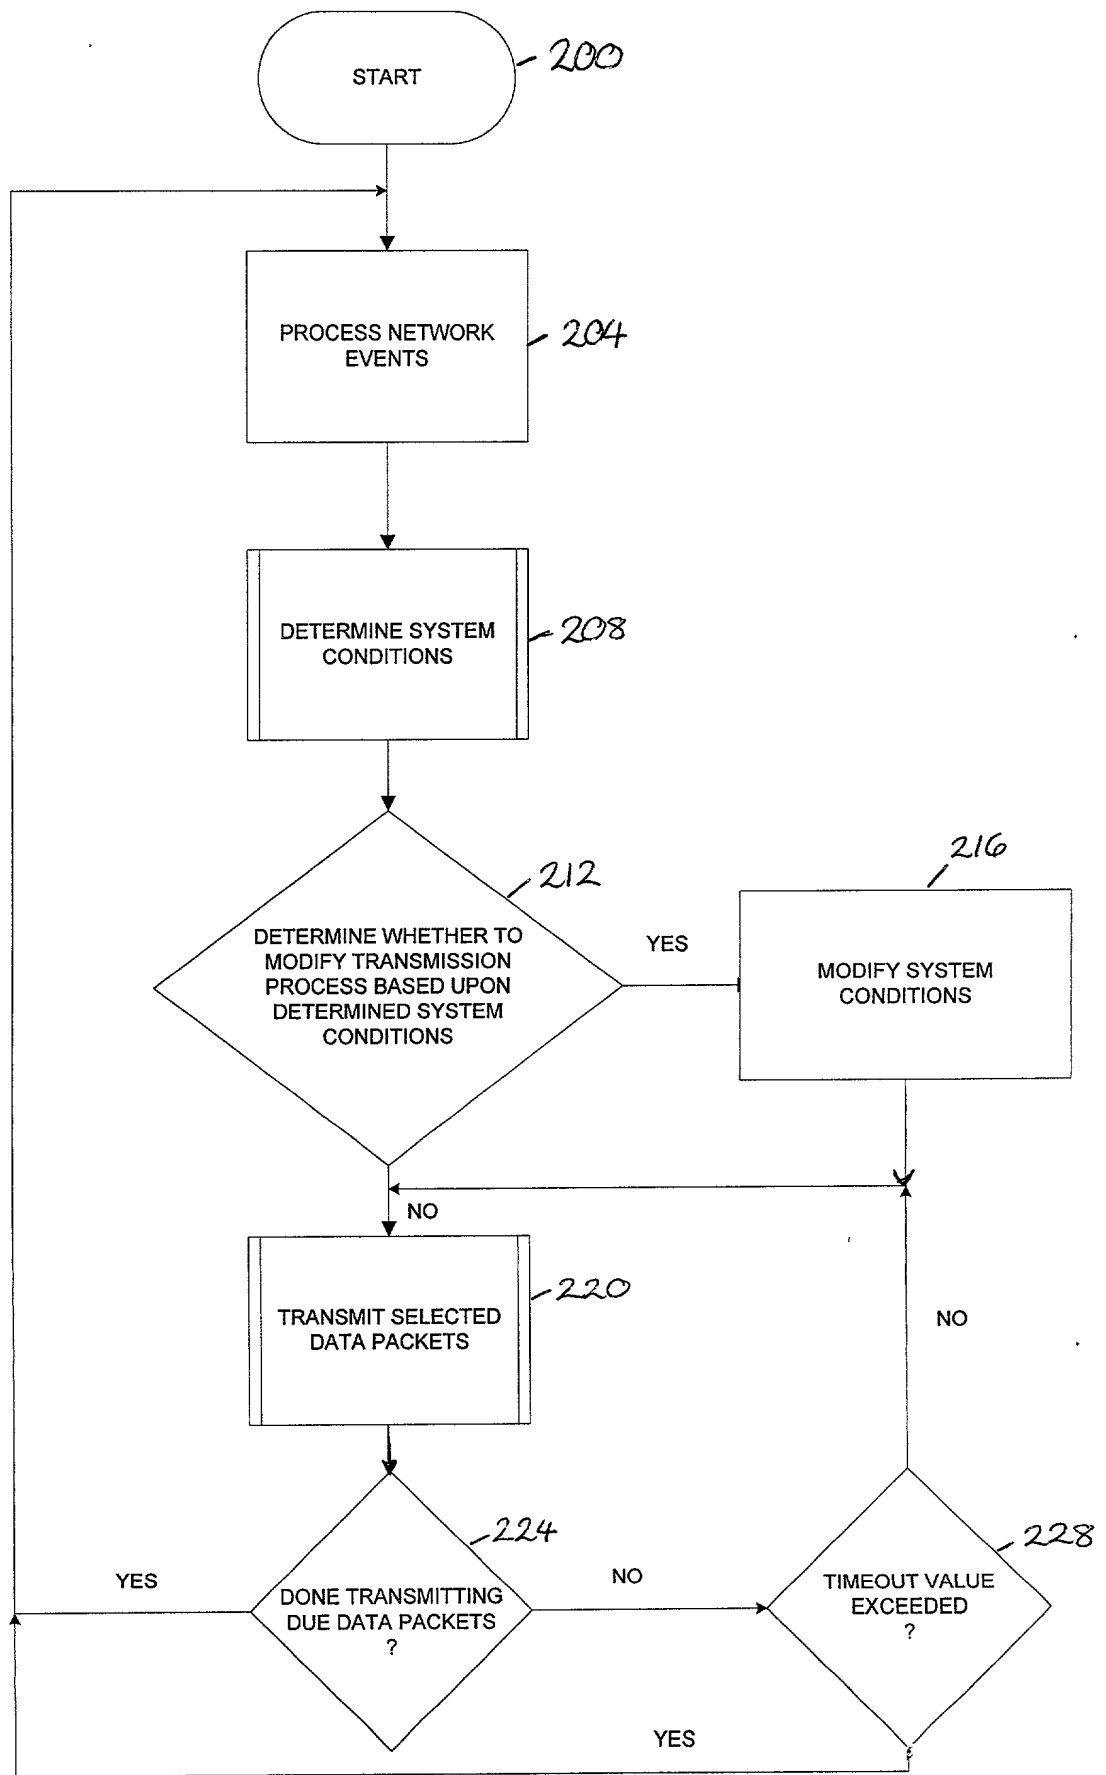 START
200
PROCESS NETWORK
EVENTS
204
DETERMINE SYSTEM
CONDITIONS
208
212
DETERMINE WHETHER TO
MODIFY TRANSMISSION
PROCESS BASED UPON
DETERMINED SYSTEM
CONDITIONS
YES
216
MODIFY SYSTEM
CONDITIONS
NO
TRANSMIT SELECTED
DATA PACKETS
220
NO
224
DONE TRANSMITTING
DUE DATA PACKETS
?
YES
NO
228
TIMEOUT VALUE
EXCEEDED
?
YES